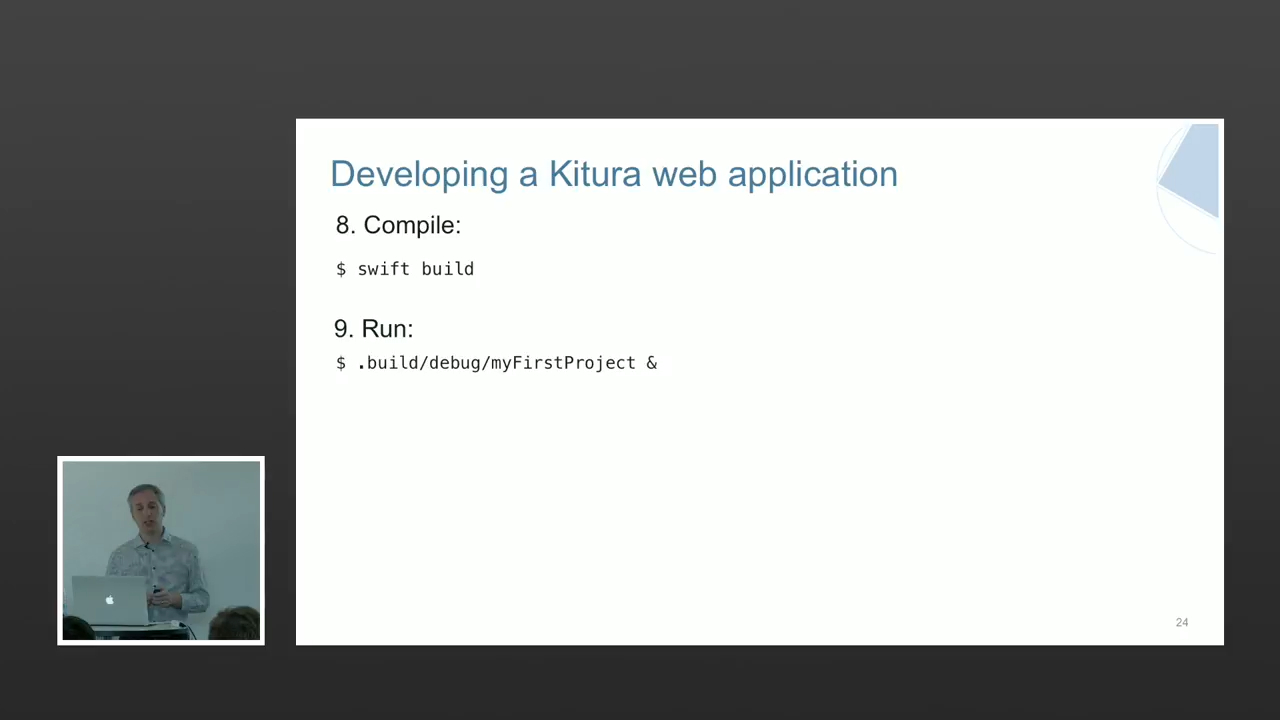 Developing a Kitura web application
8. Compile:
$ swift build
9. Run:
$ .build/debug/myFirstProject &
24